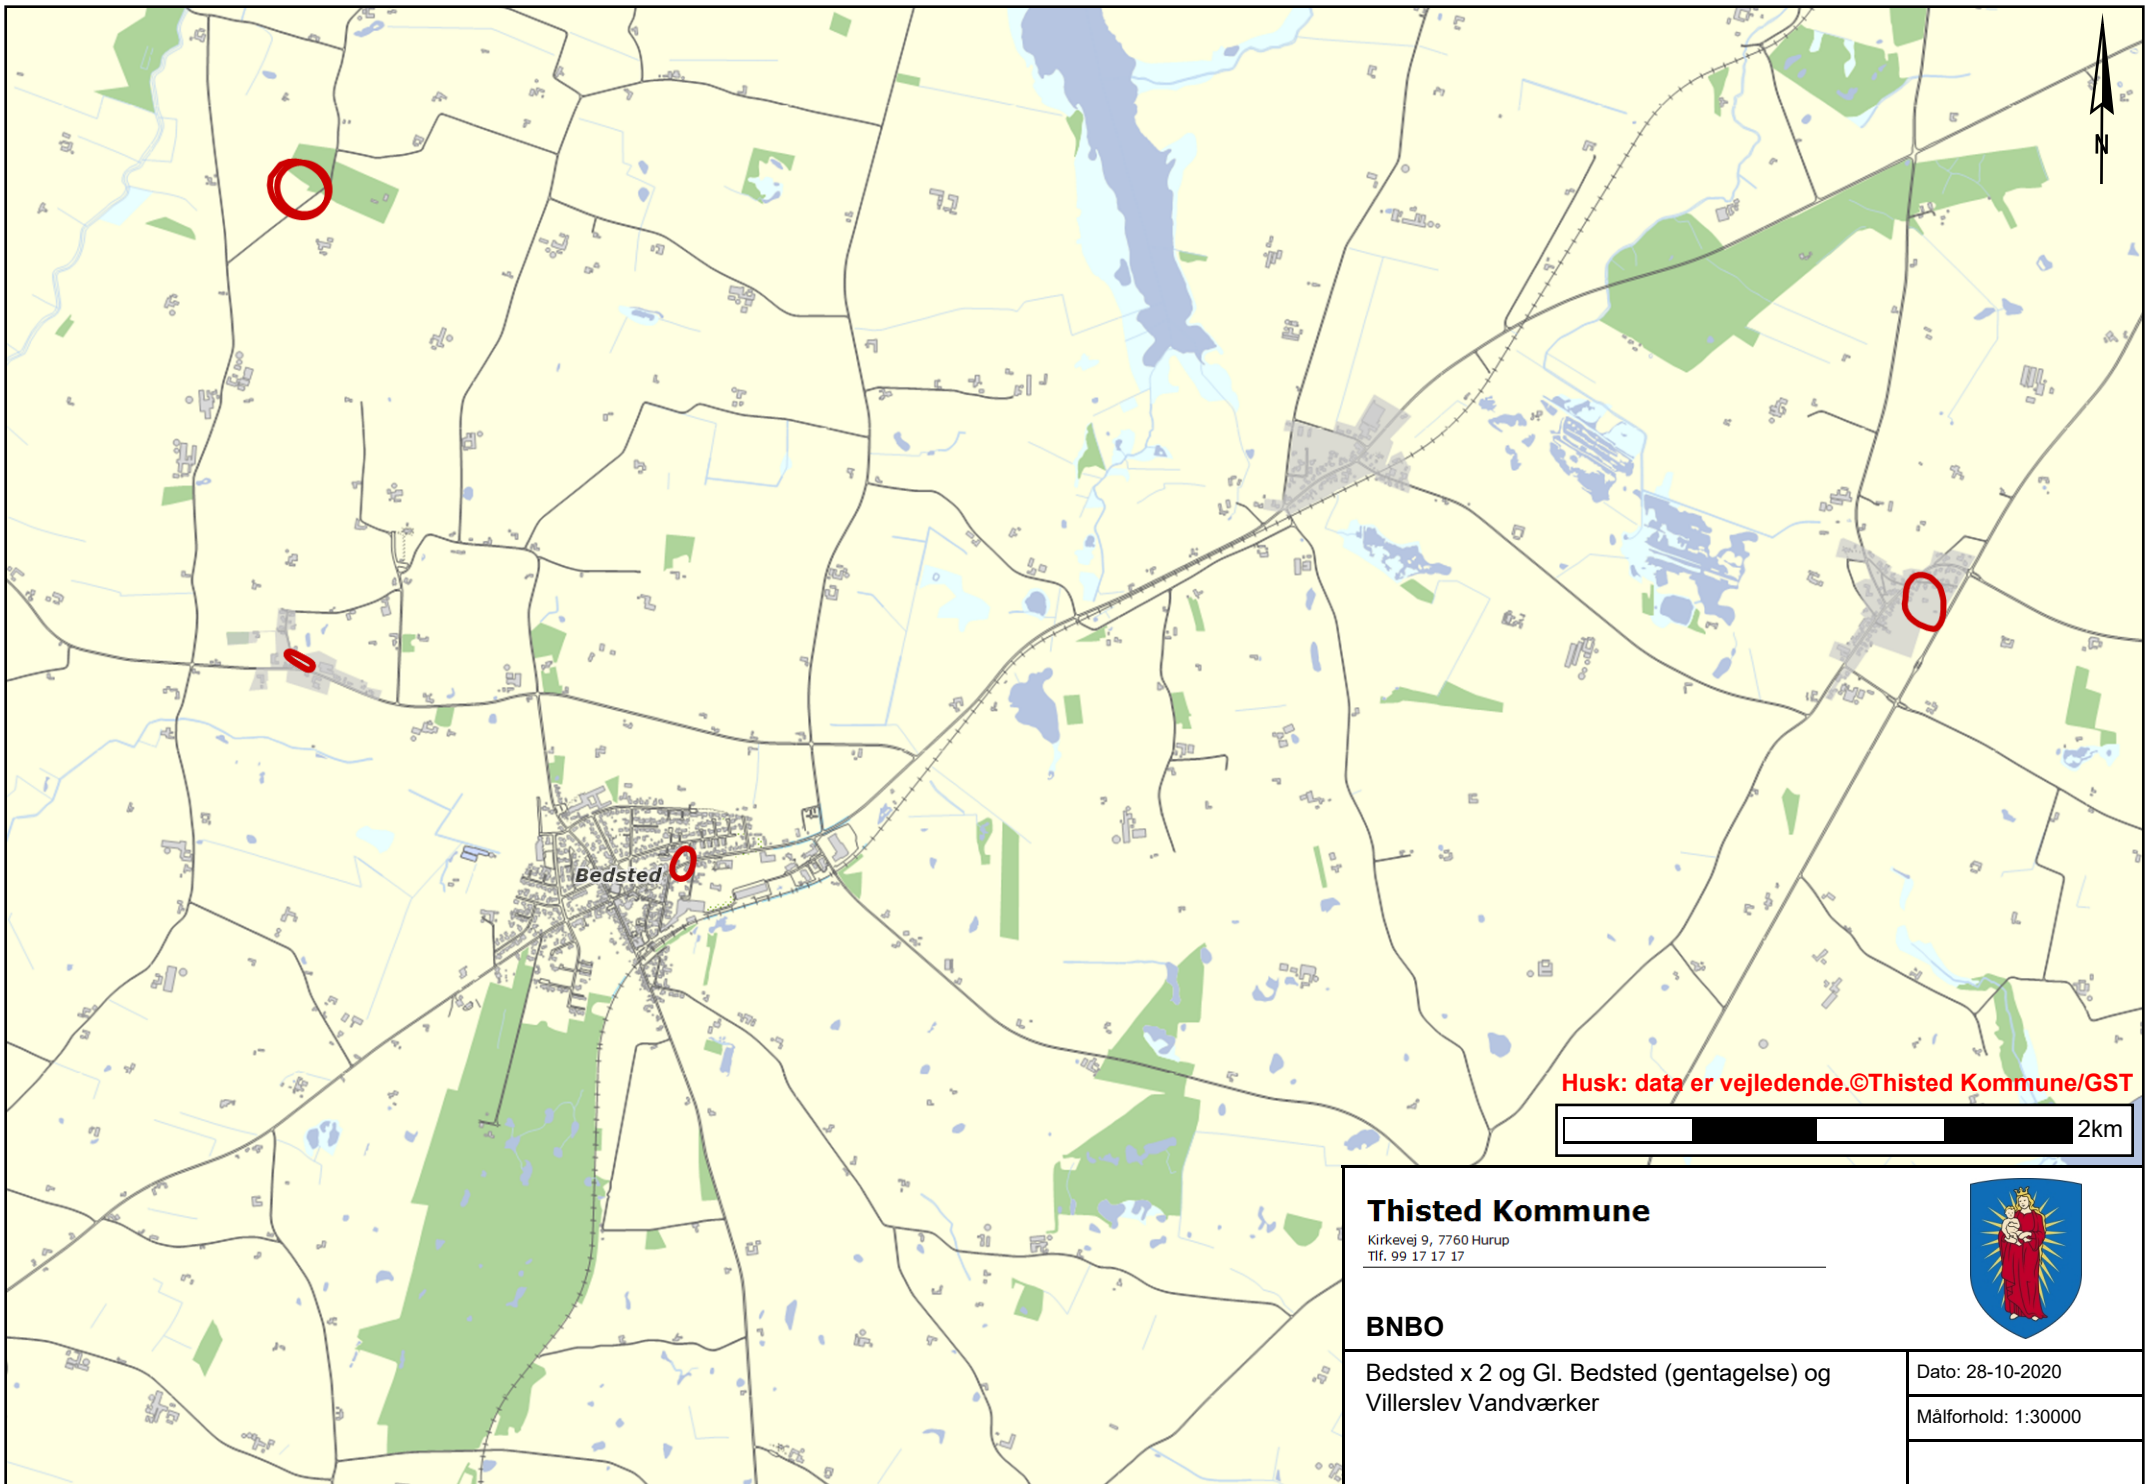 N
Bedsted
Husk: data er vejledende.©Thisted Kommune/GST
2km
Thisted Kommune
Kirkevej 9, 7760 Hurup
Tlf. 99 17 17 17
BNBO
Bedsted x 2 og Gl. Bedsted (gentagelse) og
Villerslev Vandværker
Dato: 28-10-2020
Målforhold: 1:30000